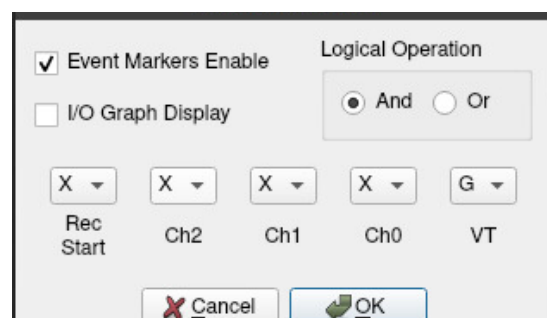 Event Markers Enable
Logical Operation
I/O Graph Display
And Or
X X X X G
Rec Start Ch2 Ch1 Ch0 VT
Cancel OK